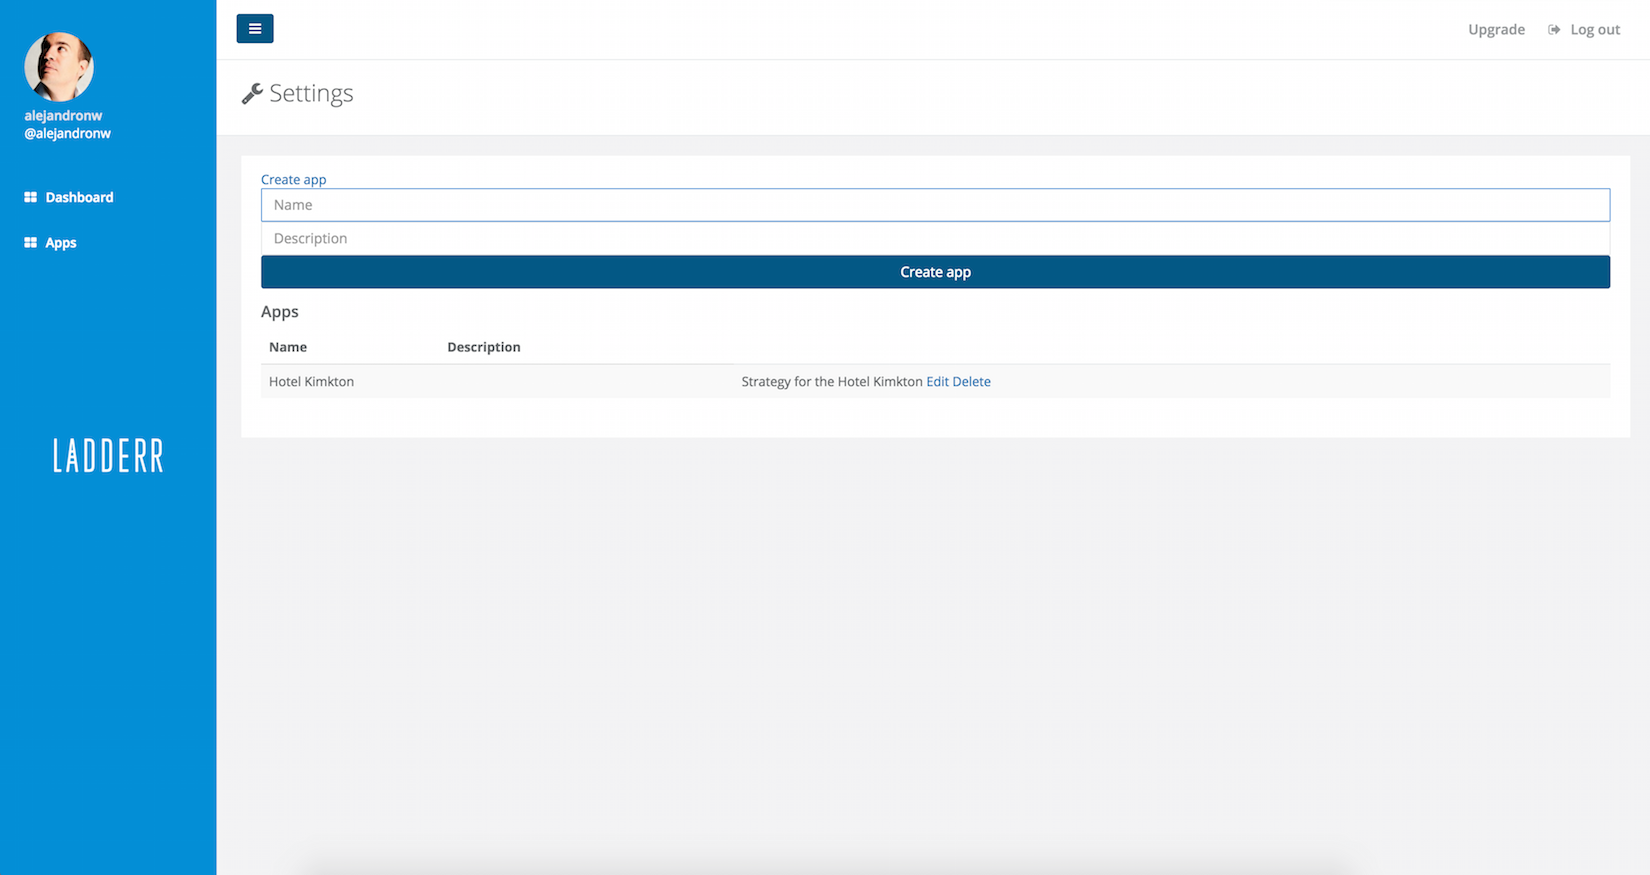 alejandronw
@alejandronw
Dashboard
Apps
LADDERR
Upgrade
Log out
Settings
Create app
Name
Description
Create app
Apps
Name Description
Hotel Kimkton Strategy for the Hotel Kimkton Edit Delete